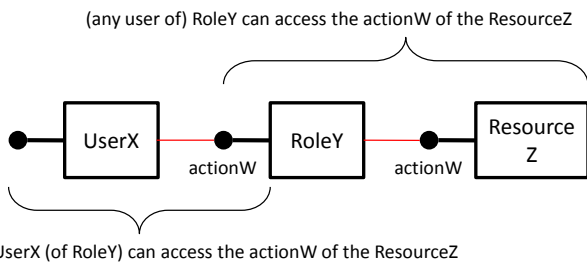 (any user of) RoleY can access the actionW of the ResourceZ
UserX
actionW
RoleY
actionW
Resource
Z
UserX (of RoleY) can access the actionW of the ResourceZ